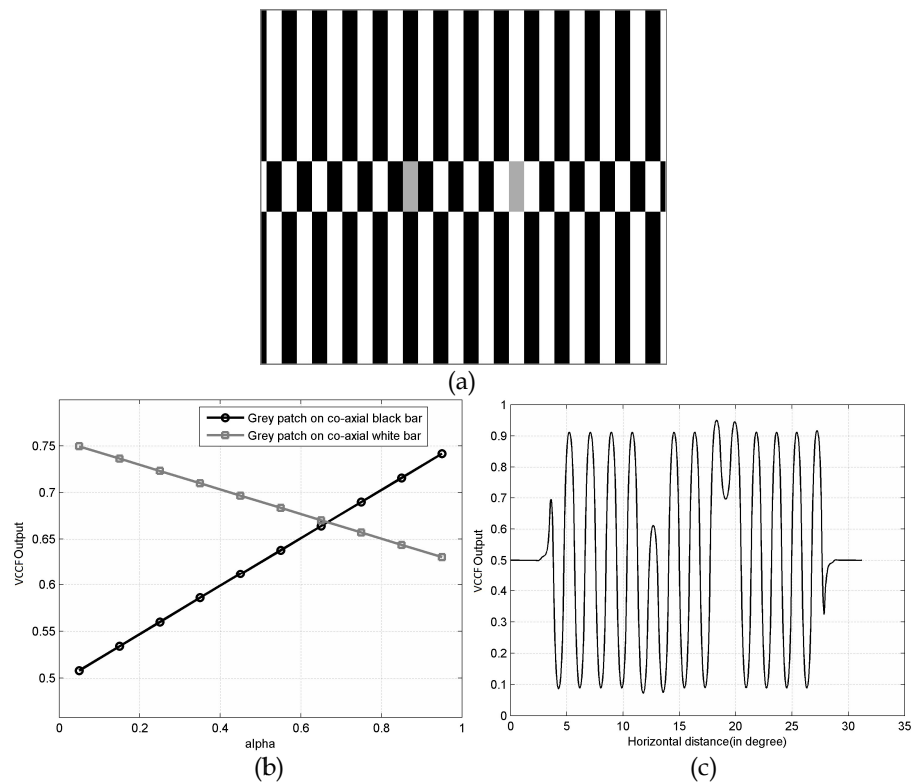 (a)
Grey patch on co-axial black bar
Grey patch on co-axial white bar
0.75
0.7
0.65
0.6
0.55
0.5
VCCF Output
0 0.2 0.4 0.6 0.8 1
alpha
(b)
1
0.9
0.8
0.7
0.6
0.5
0.4
0.3
0.2
0.1
0
VCCF Output
0 5 10 15 20 25 30 35
Horizontal distance(in degree)
(c)